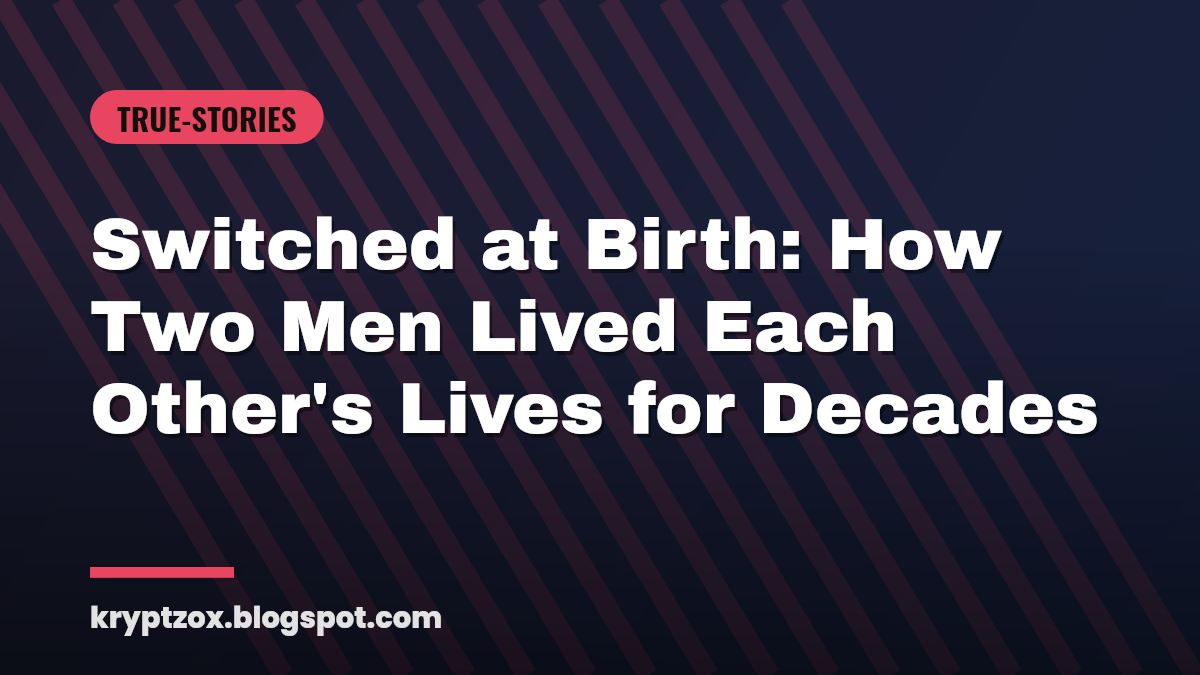 TRUE-STORIES
Switched at Birth: How
Two Men Lived Each
Other's Lives for Decades
kryptzox.blogspot.com